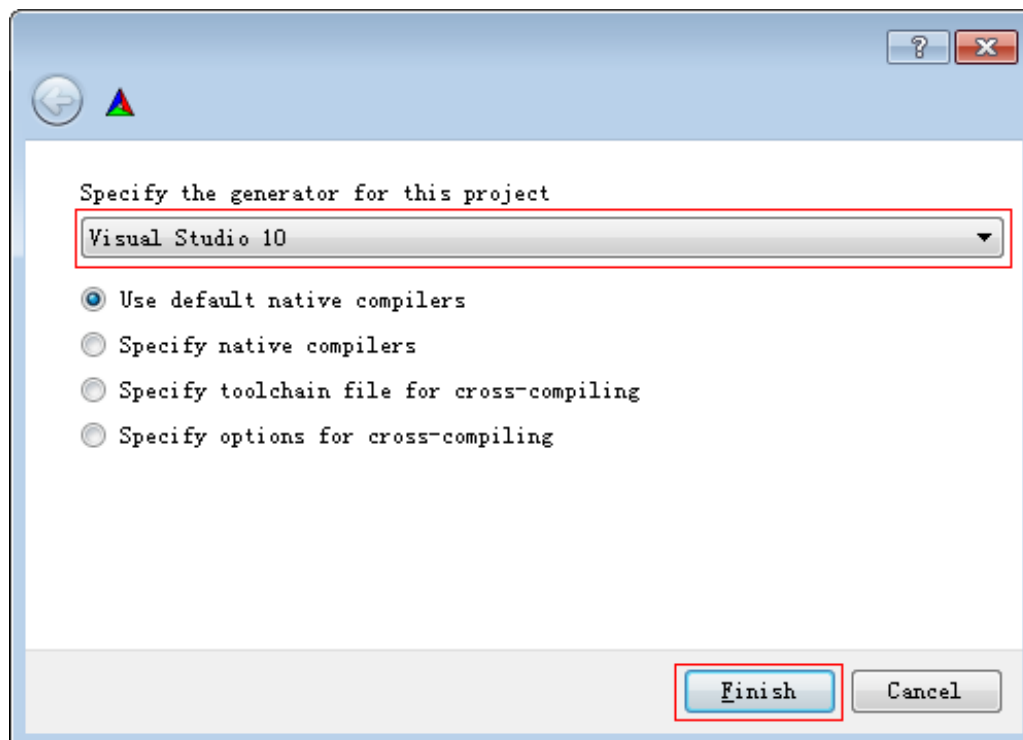 ?
Specify the generator for this project
Visual Studio 10
Use default native compilers
Specify native compilers
Specify toolchain file for cross-compiling
Specify options for cross-compiling
Finish Cancel